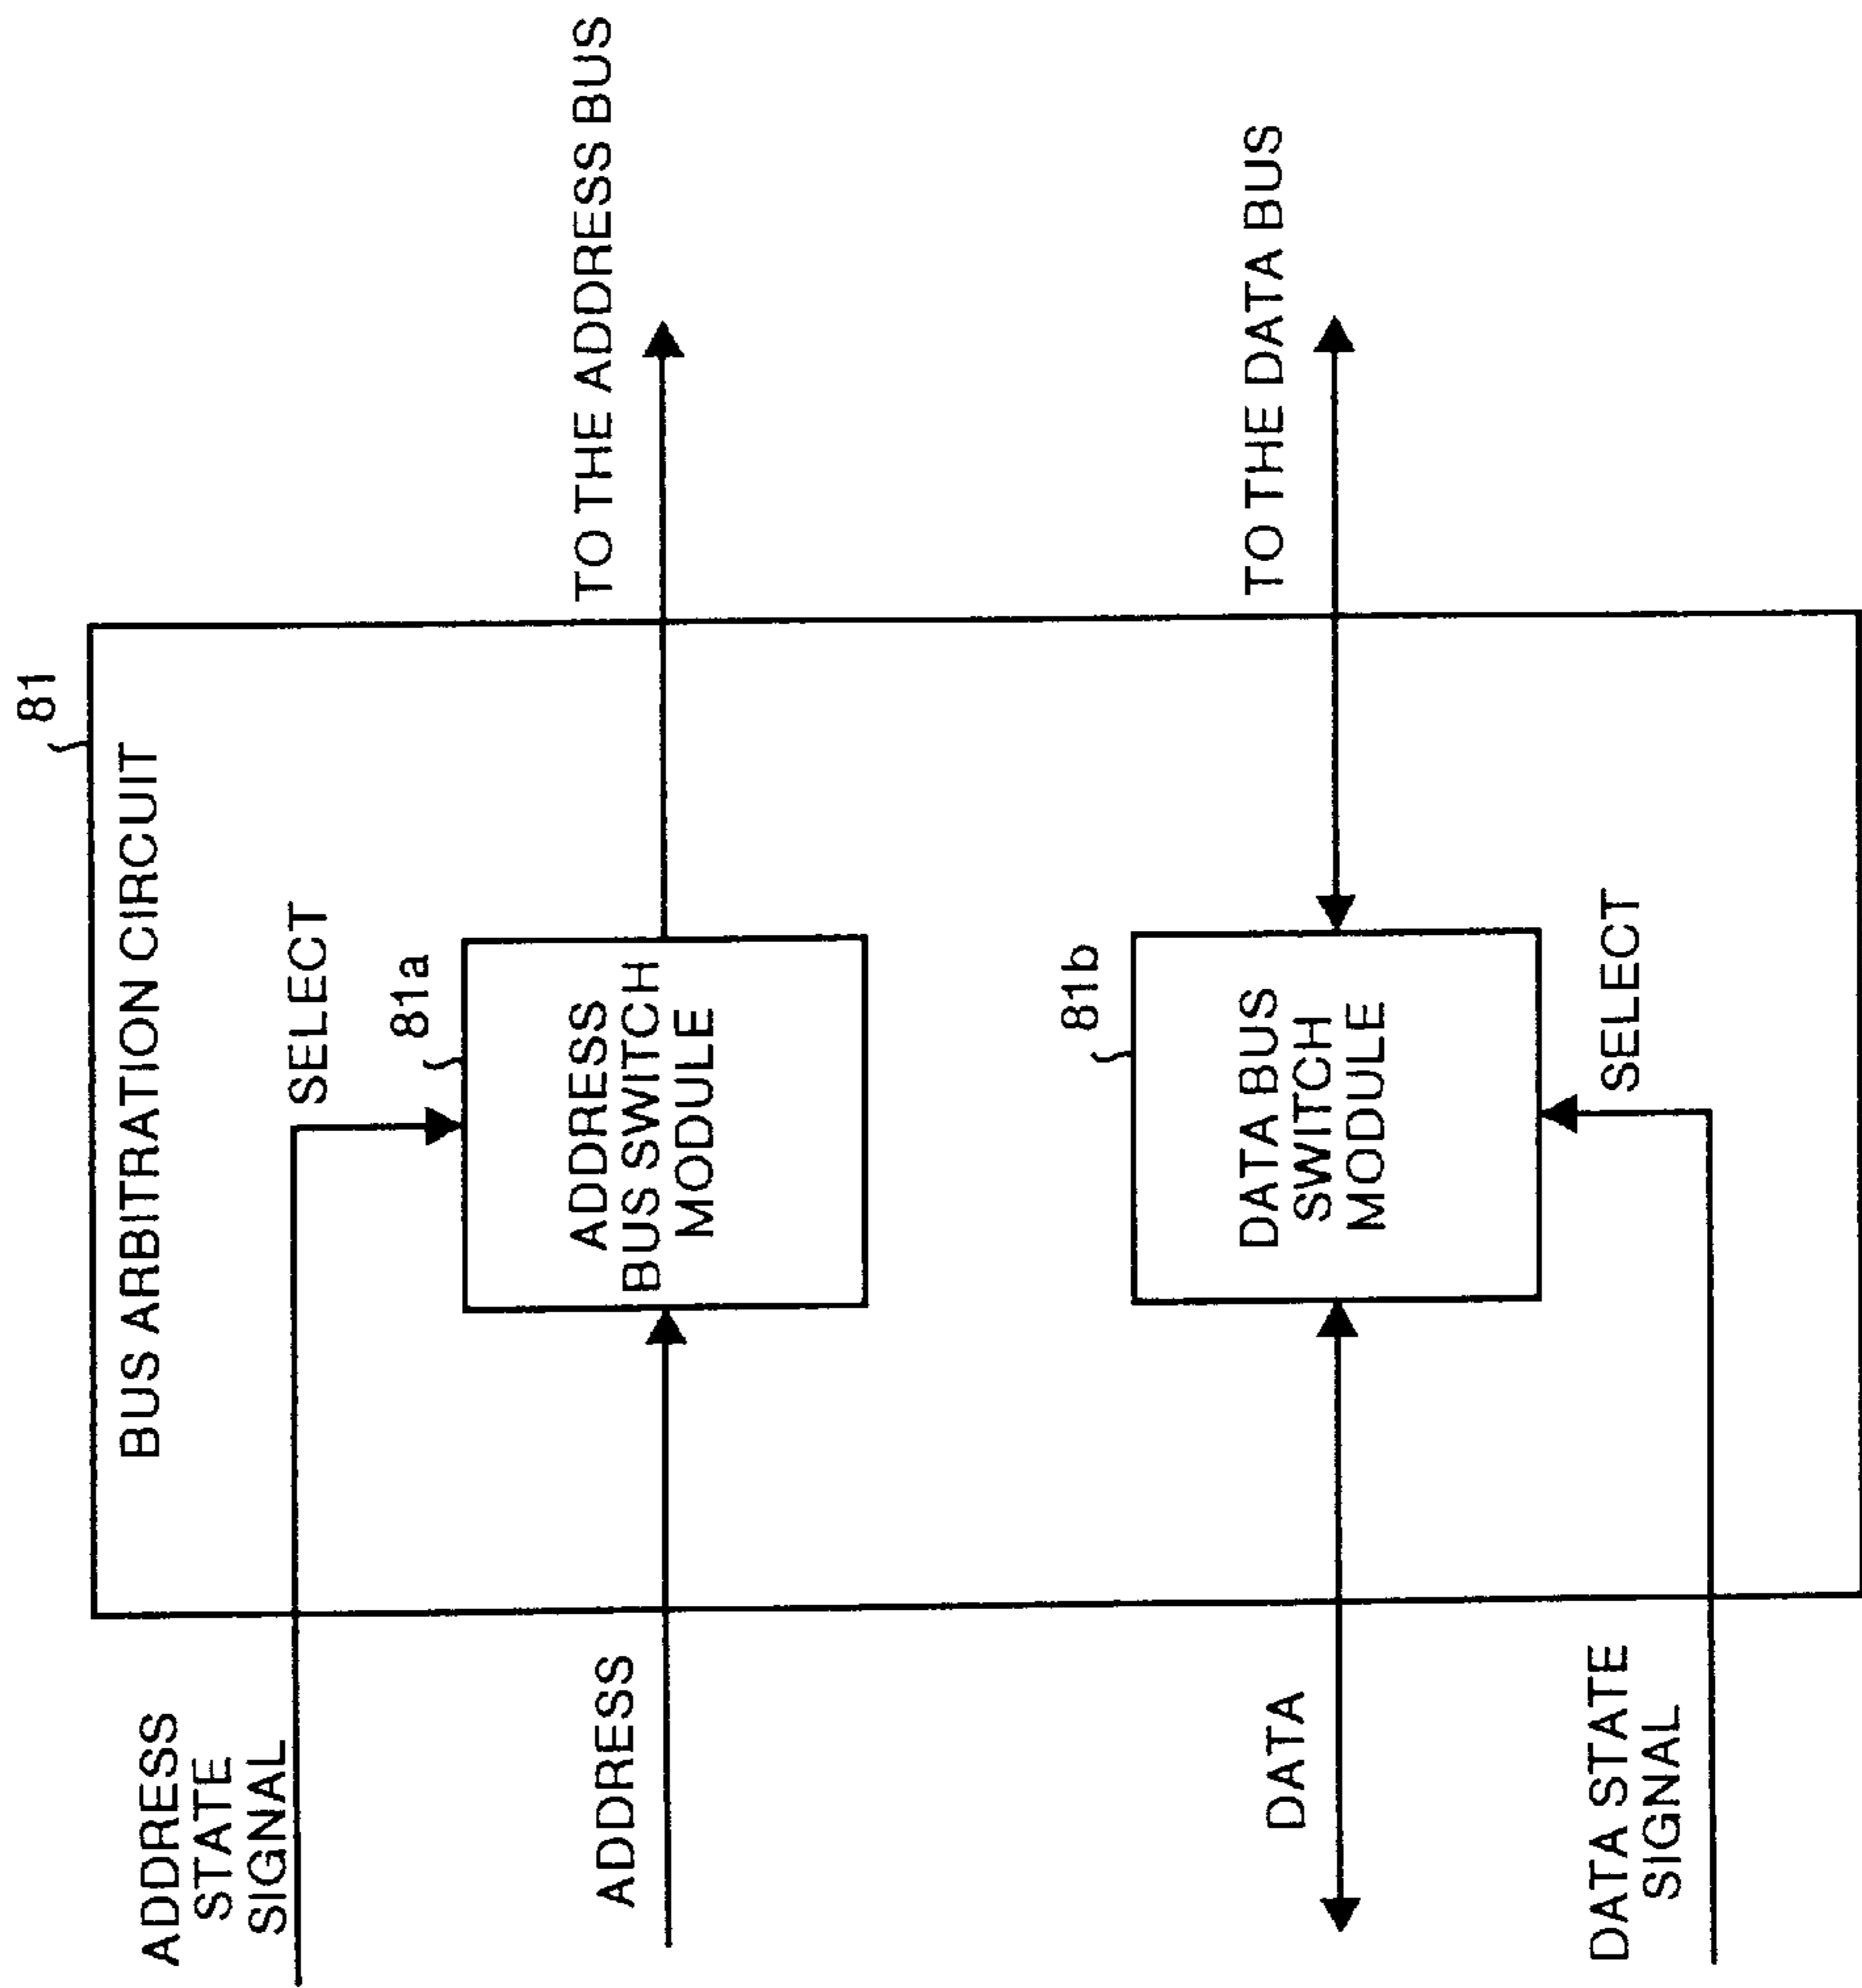 81
BUS ARBITRATION CIRCUIT
ADDRESS
STATE
SIGNAL
SELECT
81a
ADDRESS
ADDRESS
BUS SWITCH
MODULE
TO THE ADDRESS BUS
81b
DATA
DATA BUS
SWITCH
MODULE
TO THE DATA BUS
DATA STATE
SIGNAL
SELECT